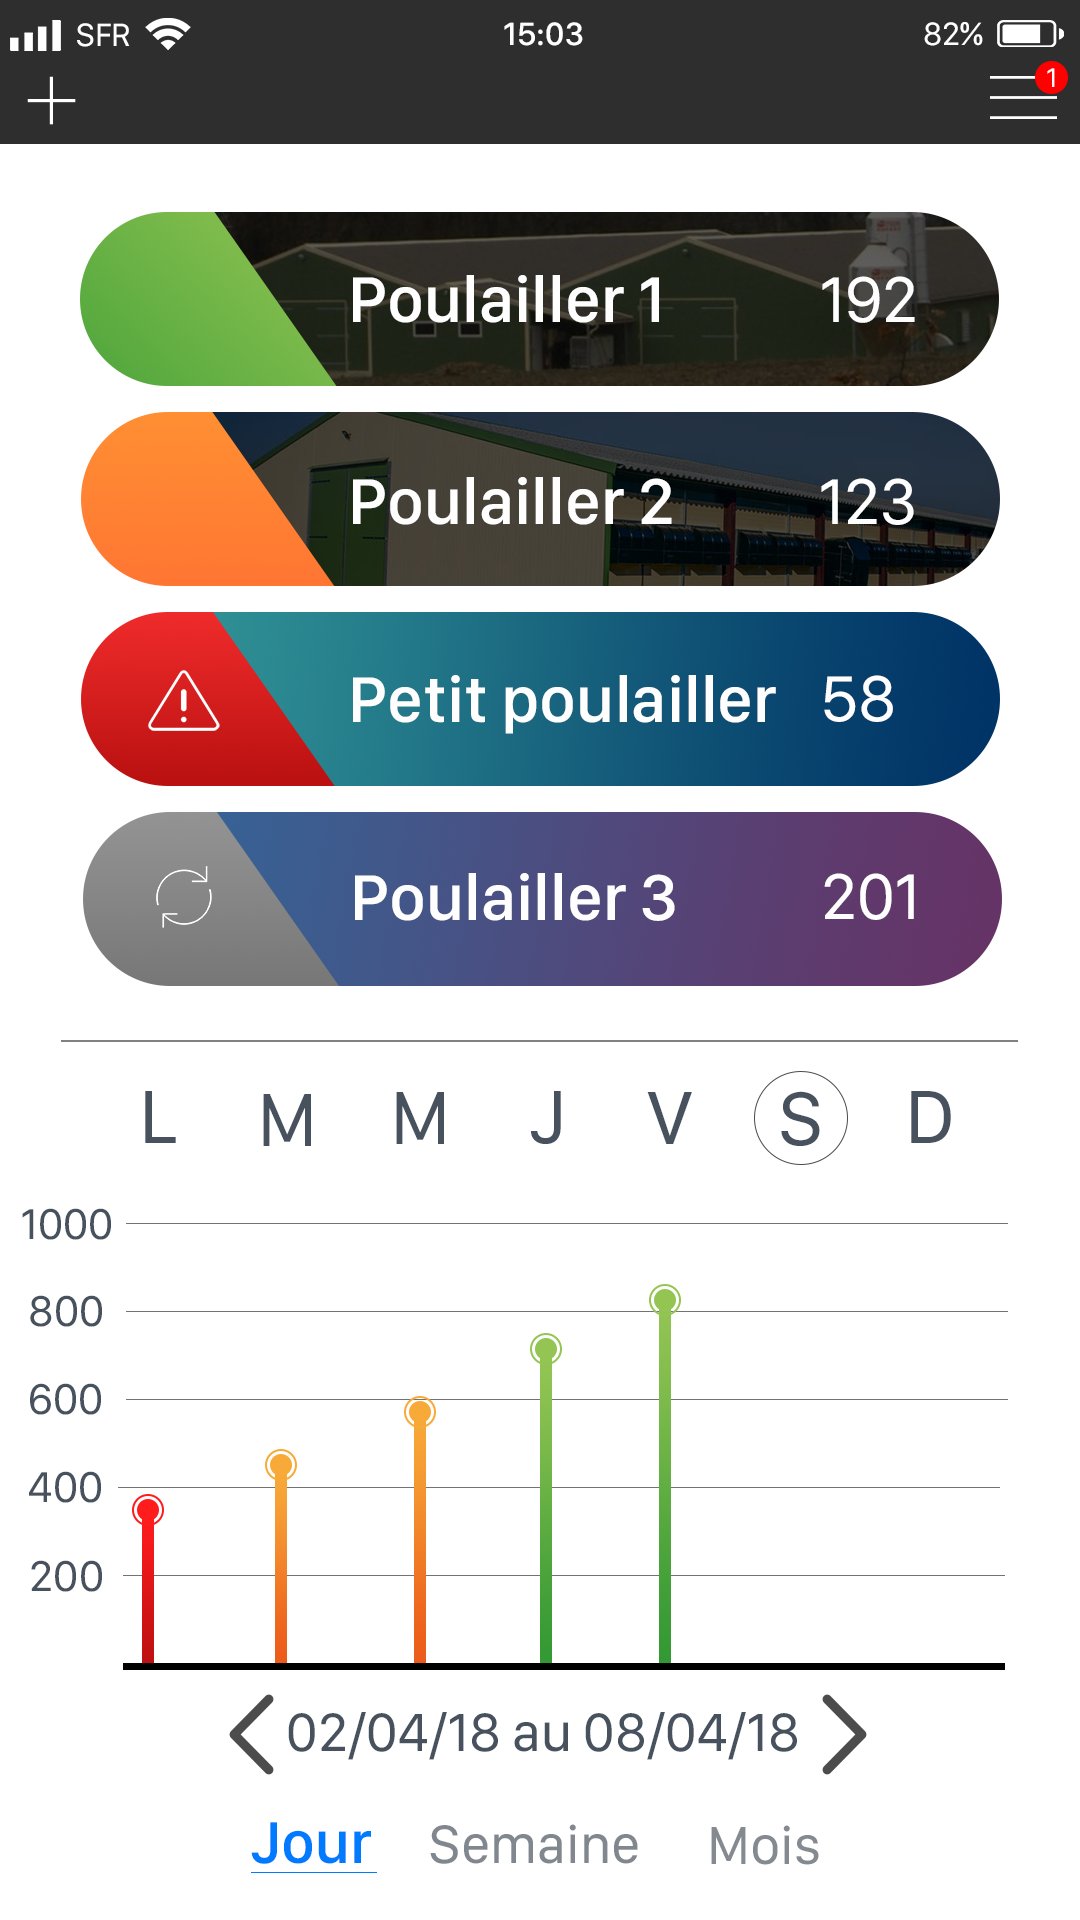 SFR 15:03 82%
1
Poulailler 1 192
Poulailler 2 123
Petit poulailler 58
Poulailler 3 201
L M M J V S D
1000
800
600
400
200
02/04/18 au 08/04/18
Jour Semaine Mois